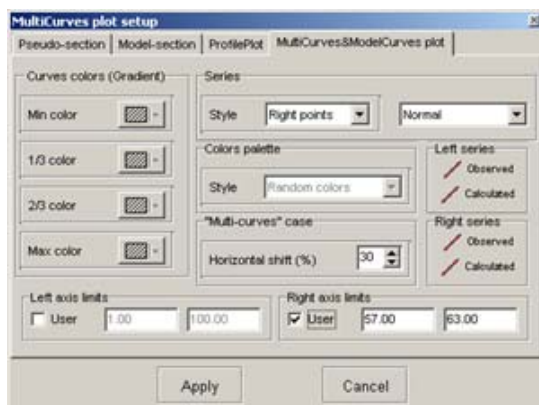 MultiCurves plot setup
Pseudo-section Model-section ProfilePlot MultiCurves&ModelCurves plot
Curves colors (Gradient)
Min color
1/3 color
2/3 color
Max color
Series
Style Right points Normal
Colors palette
Style Random colors
"Multi-curves" case
Horizontal shift (%) 30
Left series
Observed
Calculated
Right series
Observed
Calculated
Left axis limits
User 1.00 100.00
Right axis limits
User 57.00 63.00
Apply Cancel